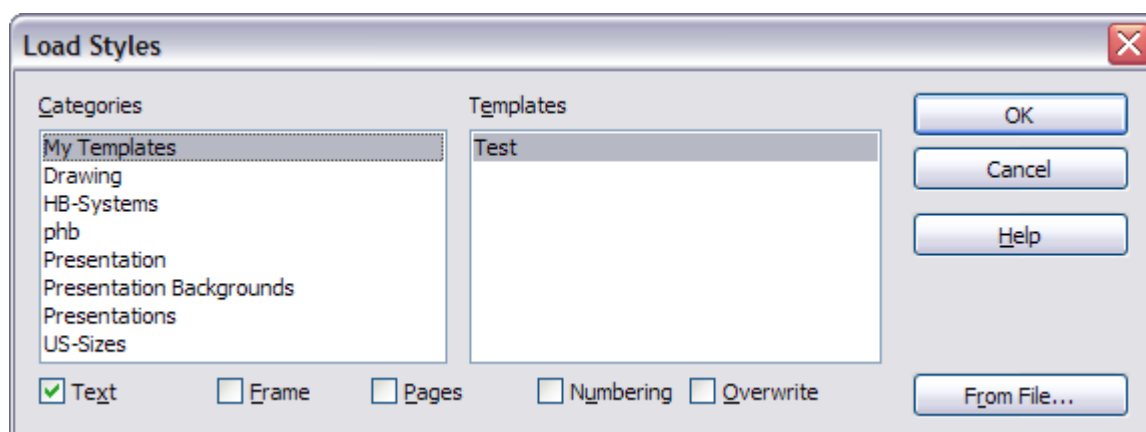 Load Styles
Categories
Templates
OK
My Templates
Test
Drawing
Cancel
HB-Systems
phb
Help
Presentation
Presentation Backgrounds
Presentations
US-Sizes
Text Frame Pages Numbering Overwrite From File...